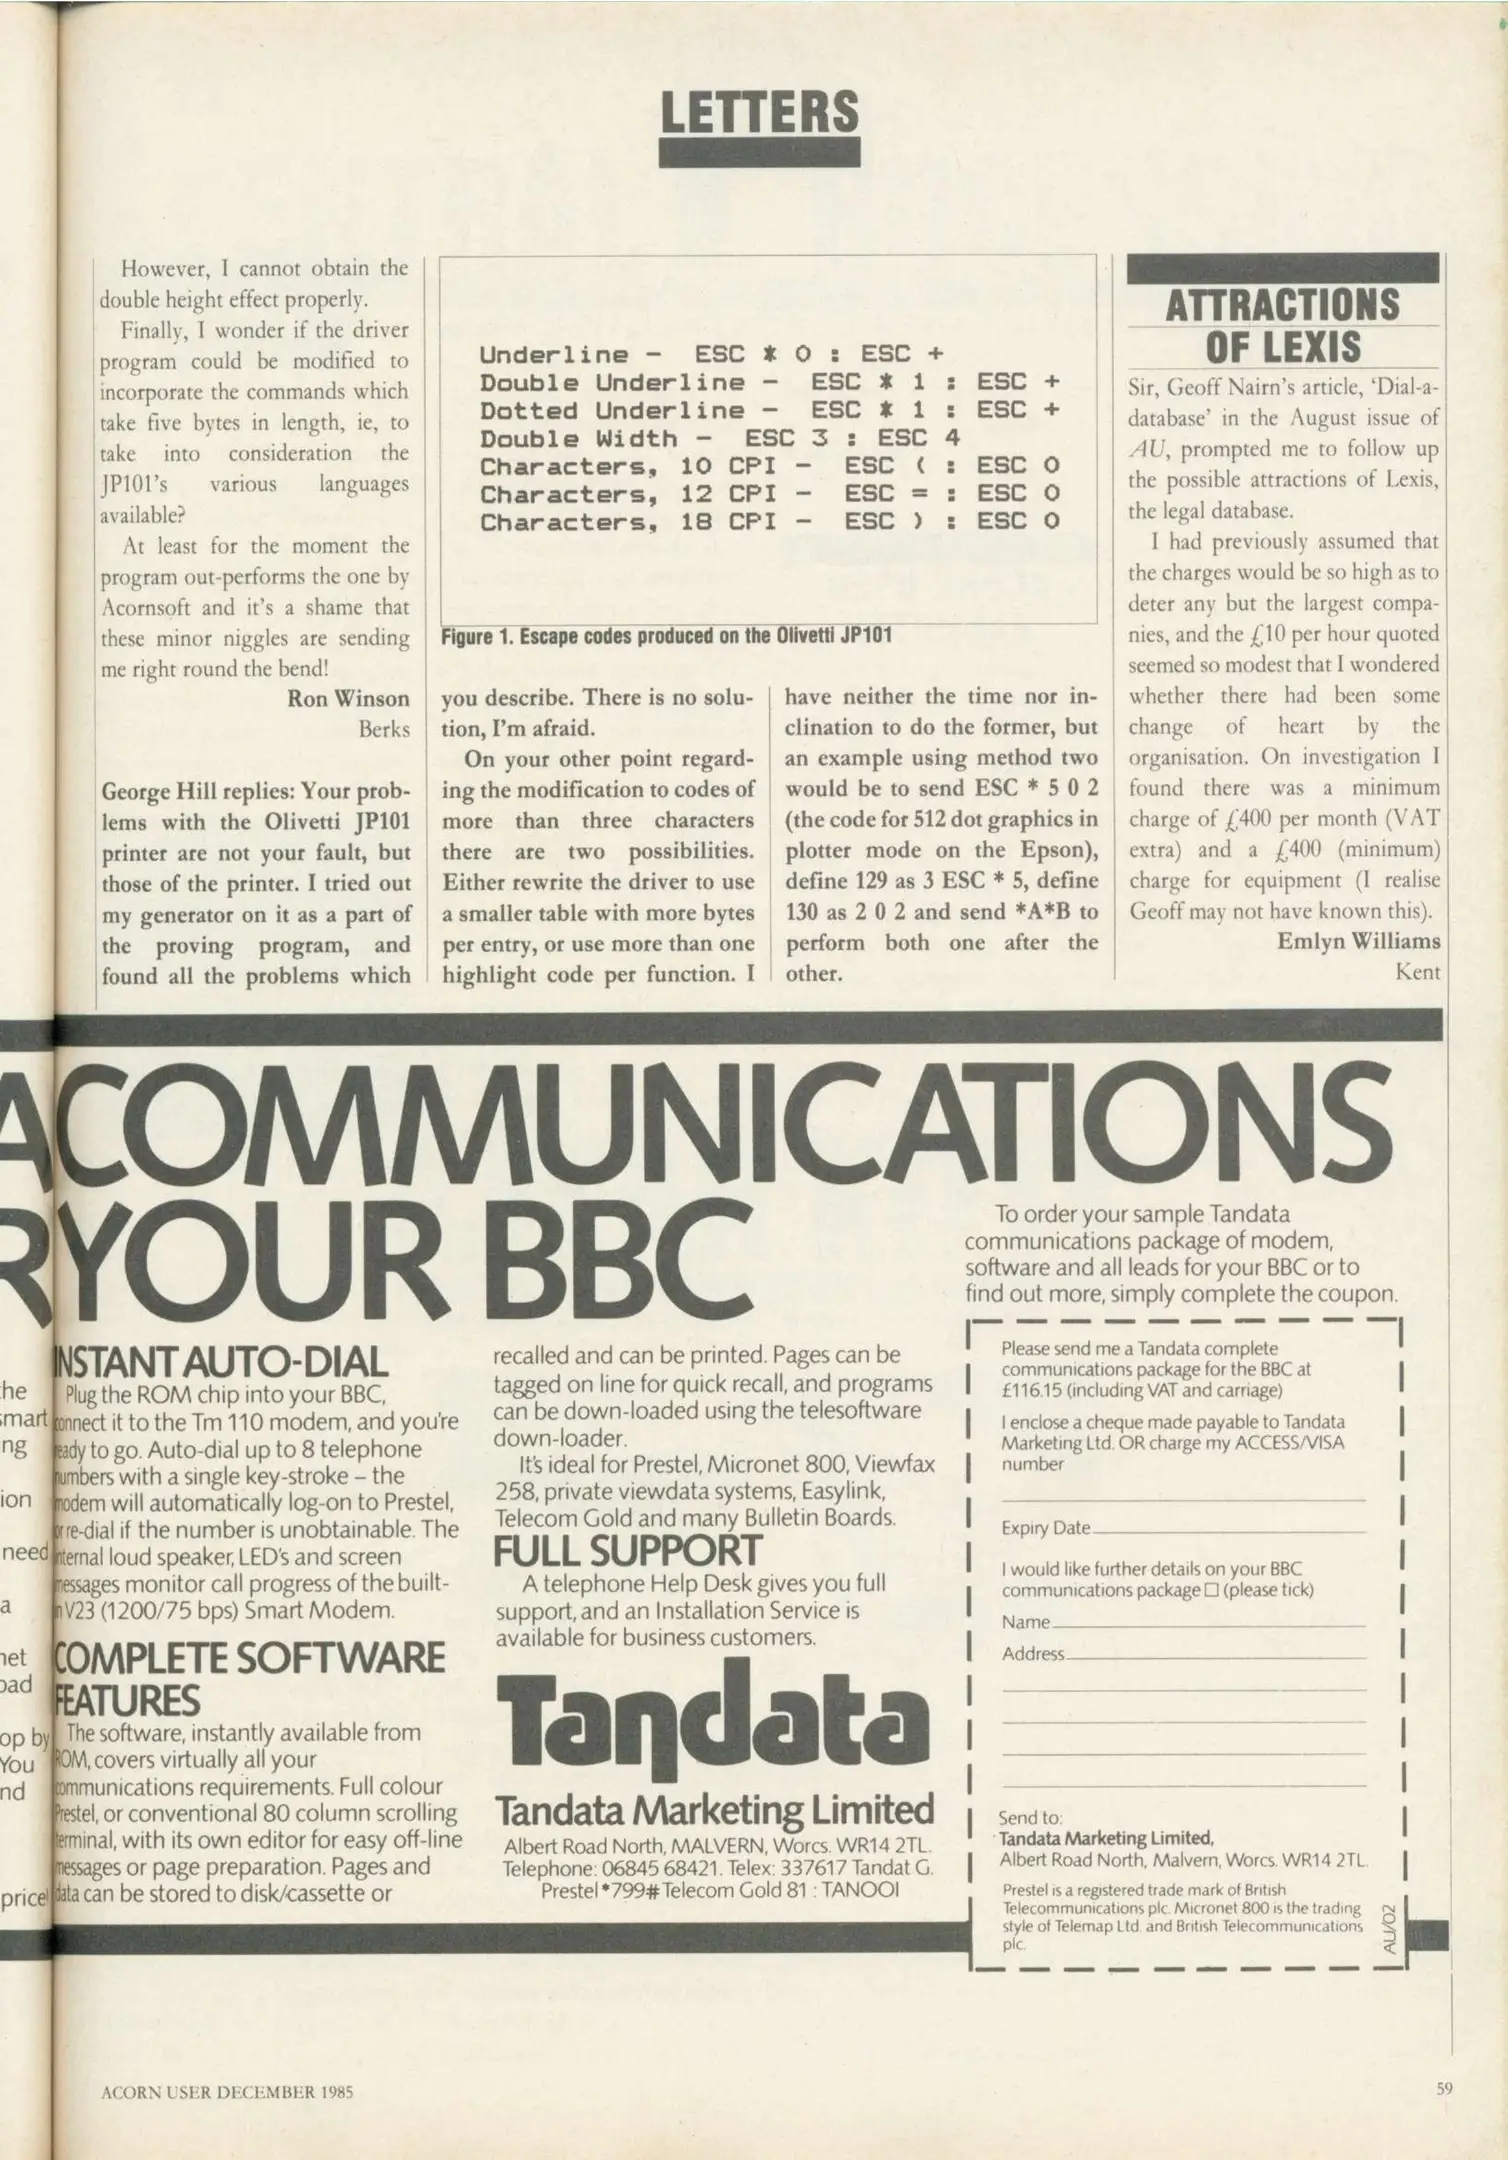 LETTERS
However, I cannot obtain the
double height effect properly.
Finally, I wonder if the driver
program could be modified to
incorporate the commands which
take five bytes in length, ie, to
take into consideration the
JP101's various languages
available?
At least for the moment the
program out-performs the one by
Acornsoft and it's a shame that
these minor niggles are sending
me right round the bend!
Ron Winson
Berks
George Hill replies: Your prob-
lems with the Olivetti JP101
printer are not your fault, but
those of the printer. I tried out
my generator on it as a part of
the proving program, and
found all the problems which
Underline - ESC * 0 : ESC +
Double Underline - ESC * 1 : ESC +
Dotted Underline - ESC * 1 : ESC +
Double Width - ESC 3 : ESC 4
Characters, 10 CPI - ESC ( : ESC 0
Characters, 12 CPI - ESC = : ESC 0
Characters, 18 CPI - ESC ) : ESC 0
Figure 1. Escape codes produced on the Olivetti JP101
you describe. There is no solu-
tion, I'm afraid.
On your other point regard-
ing the modification to codes of
more than three characters
there are two possibilities.
Either rewrite the driver to use
a smaller table with more bytes
per entry, or use more than one
highlight code per function. I
have neither the time nor in-
clination to do the former, but
an example using method two
would be to send ESC * 5 0 2
(the code for 512 dot graphics in
plotter mode on the Epson),
define 129 as 3 ESC * 5, define
130 as 2 0 2 and send *A*B to
perform both one after the
other.
ATTRACTIONS
OF LEXIS
Sir, Geoff Nairn's article, 'Dial-a-
database' in the August issue of
AU, prompted me to follow up
the possible attractions of Lexis,
the legal database.
I had previously assumed that
the charges would be so high as to
deter any but the largest compa-
nies, and the £10 per hour quoted
seemed so modest that I wondered
whether there had been some
change of heart by the
organisation. On investigation I
found there was a minimum
charge of £400 per month (VAT
extra) and a £400 (minimum)
charge for equipment (I realise
Geoff may not have known this).
Emlyn Williams
Kent
A COMMUNICATIONS
R YOUR BBC
he
smart
ng
ion
need
a
net
oad
op by
You
nd
price!
INSTANT AUTO-DIAL
Plug the ROM chip into your BBC,
connect it to the Tm 110 modem, and you're
ready to go. Auto-dial up to 8 telephone
numbers with a single key-stroke – the
modem will automatically log-on to Prestel,
or re-dial if the number is unobtainable. The
internal loud speaker, LED's and screen
messages monitor call progress of the built-
in V23 (1200/75 bps) Smart Modem.
COMPLETE SOFTWARE
FEATURES
The software, instantly available from
ROM, covers virtually all your
communications requirements. Full colour
Prestel, or conventional 80 column scrolling
terminal, with its own editor for easy off-line
messages or page preparation. Pages and
data can be stored to disk/cassette or
recalled and can be printed. Pages can be
tagged on line for quick recall, and programs
can be down-loaded using the telesoftware
down-loader.
It's ideal for Prestel, Micronet 800, Viewfax
258, private viewdata systems, Easylink,
Telecom Gold and many Bulletin Boards.
FULL SUPPORT
A telephone Help Desk gives you full
support, and an Installation Service is
available for business customers.
Tandata
Tandata Marketing Limited
Albert Road North, MALVERN, Worcs. WR14 2TL.
Telephone: 06845 68421. Telex: 337617 Tandat G.
Prestel *799# Telecom Gold 81 : TANOOI
To order your sample Tandata
communications package of modem,
software and all leads for your BBC or to
find out more, simply complete the coupon.
Please send me a Tandata complete
communications package for the BBC at
£116.15 (including VAT and carriage)
I enclose a cheque made payable to Tandata
Marketing Ltd. OR charge my ACCESS/VISA
number
Expiry Date
I would like further details on your BBC
communications package □ (please tick)
Name
Address
Send to:
Tandata Marketing Limited,
Albert Road North, Malvern, Worcs. WR14 2TL.
Prestel is a registered trade mark of British
Telecommunications plc. Micronet 800 is the trading
style of Telemap Ltd. and British Telecommunications
plc.
AU/02
ACORN USER DECEMBER 1985
59